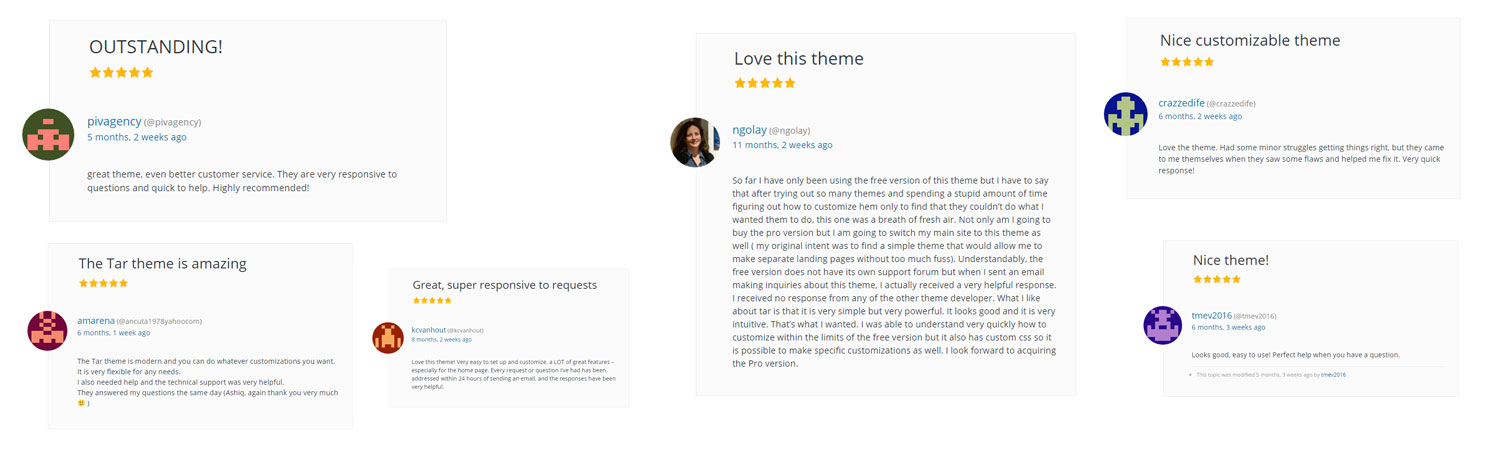 OUTSTANDING!
pivagency (@pivagency)
5 months, 2 weeks ago
great theme, even better customer service. They are very responsive to
questions and quick to help. Highly recommended!
The Tar theme is amazing
amarena (@ancuta1978yahoocom)
6 months, 1 week ago
The Tar theme is modern and you can do whatever customizations you want.
It is very flexible for any needs.
I also needed help and the technical support was very helpful.
They answered my questions the same day (Ashiq, again thank you very much
🙂 )
Great, super responsive to requests
kcvanhout (@kcvanhout)
8 months, 2 weeks ago
Love this theme! Very easy to set up and customize, a LOT of great features –
especially for the home page. Every request or question I've had has been
addressed within 24 hours of sending an email, and the responses have been
very helpful.
Love this theme
ngolay (@ngolay)
11 months, 2 weeks ago
So far I have only been using the free version of this theme but I have to say
that after trying out so many themes and spending a stupid amount of time
figuring out how to customize hem only to find that they couldn't do what I
wanted them to do, this one was a breath of fresh air. Not only am I going to
buy the pro version but I am going to switch my main site to this theme as
well ( my original intent was to find a simple theme that would allow me to
make separate landing pages without too much fuss). Understandably, the
free version does not have its own support forum but when I sent an email
making inquiries about this theme, I actually received a very helpful response.
I received no response from any of the other theme developer. What I like
about tar is that it is very simple but very powerful. it looks good and it is very
intuitive. That's what I wanted. I was able to understand very quickly how to
customize within the limits of the free version but it also has custom css so it
is possible to make specific customizations as well. I look forward to acquiring
the Pro version.
Nice customizable theme
crazzedife (@crazzedife)
6 months, 2 weeks ago
Love the theme. Had some minor struggles getting things right, but they came
to me themselves when they saw some flaws and helped me fix it. Very quick
response!
Nice theme!
tmev2016 (@tmev2016)
6 months, 3 weeks ago
Looks good, easy to use! Perfect help when you have a question.
This topic was modified 5 months, 3 weeks ago by tmev2016.